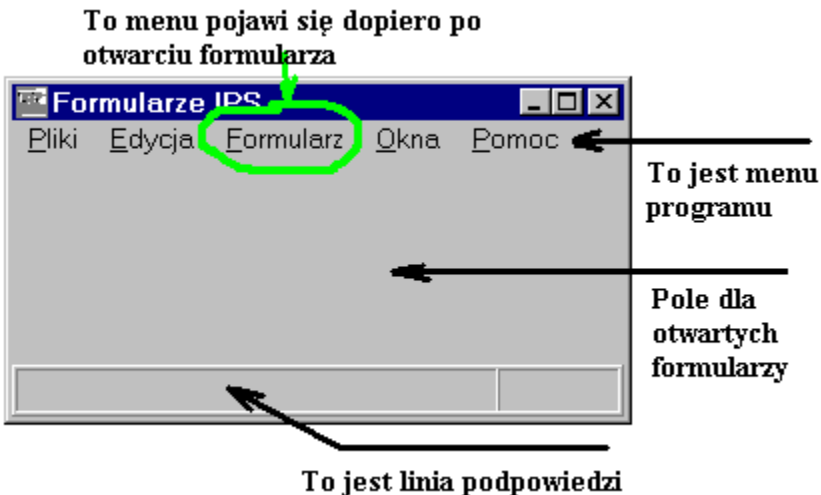 To menu pojawi się dopiero po
otwarciu formularza
Formularze IPS
Pliki Edycja Formularz Okna Pomoc
To jest menu
programu
Pole dla
otwartych
formularzy
To jest linia podpowiedzi